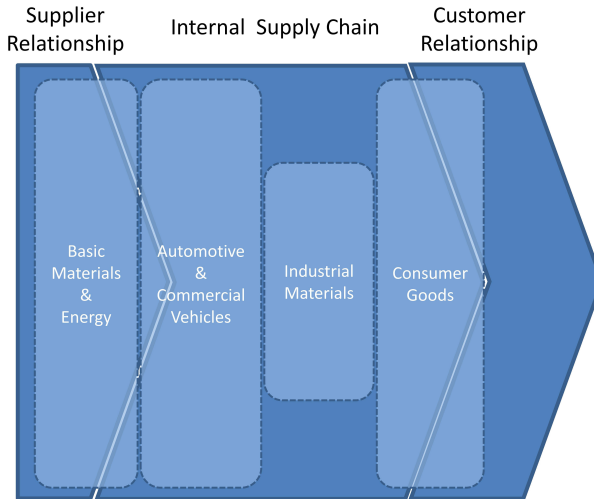 Supplier
Relationship
Internal Supply Chain
Customer
Relationship
Basic
Materials
&
Energy
Automotive
&
Commercial
Vehicles
Industrial
Materials
Consumer
Goods